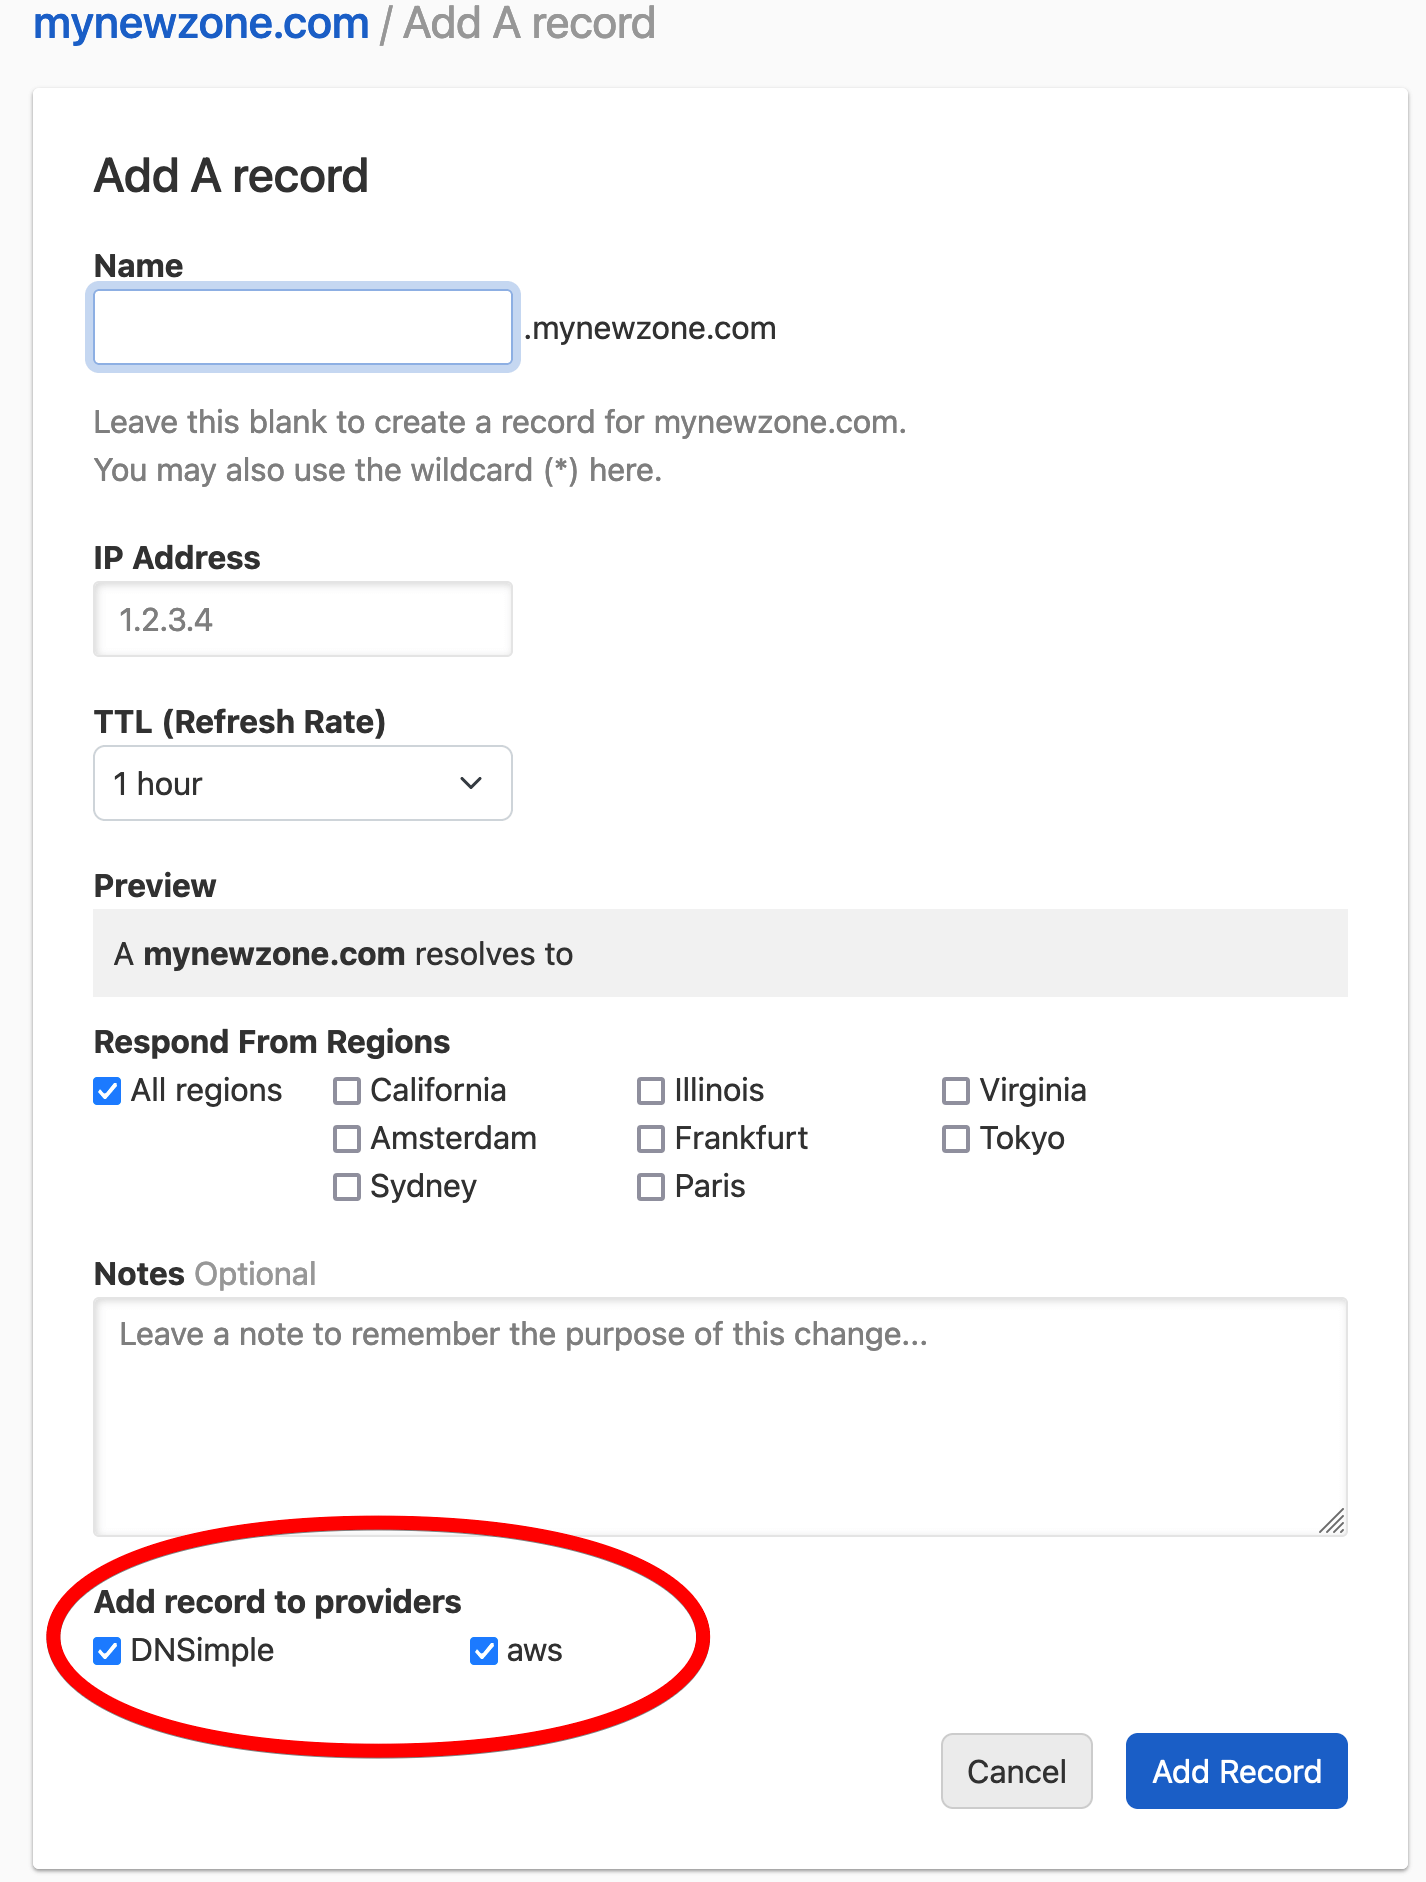 mynewzone.com / Add A record
Add A record
Name
.mynewzone.com
Leave this blank to create a record for mynewzone.com.
You may also use the wildcard (*) here.
IP Address
1.2.3.4
TTL (Refresh Rate)
1 hour
Preview
A mynewzone.com resolves to
Respond From Regions
All regions California Illinois Virginia
Amsterdam Frankfurt Tokyo
Sydney Paris
Notes Optional
Leave a note to remember the purpose of this change...
Add record to providers
DNSimple aws
Cancel Add Record